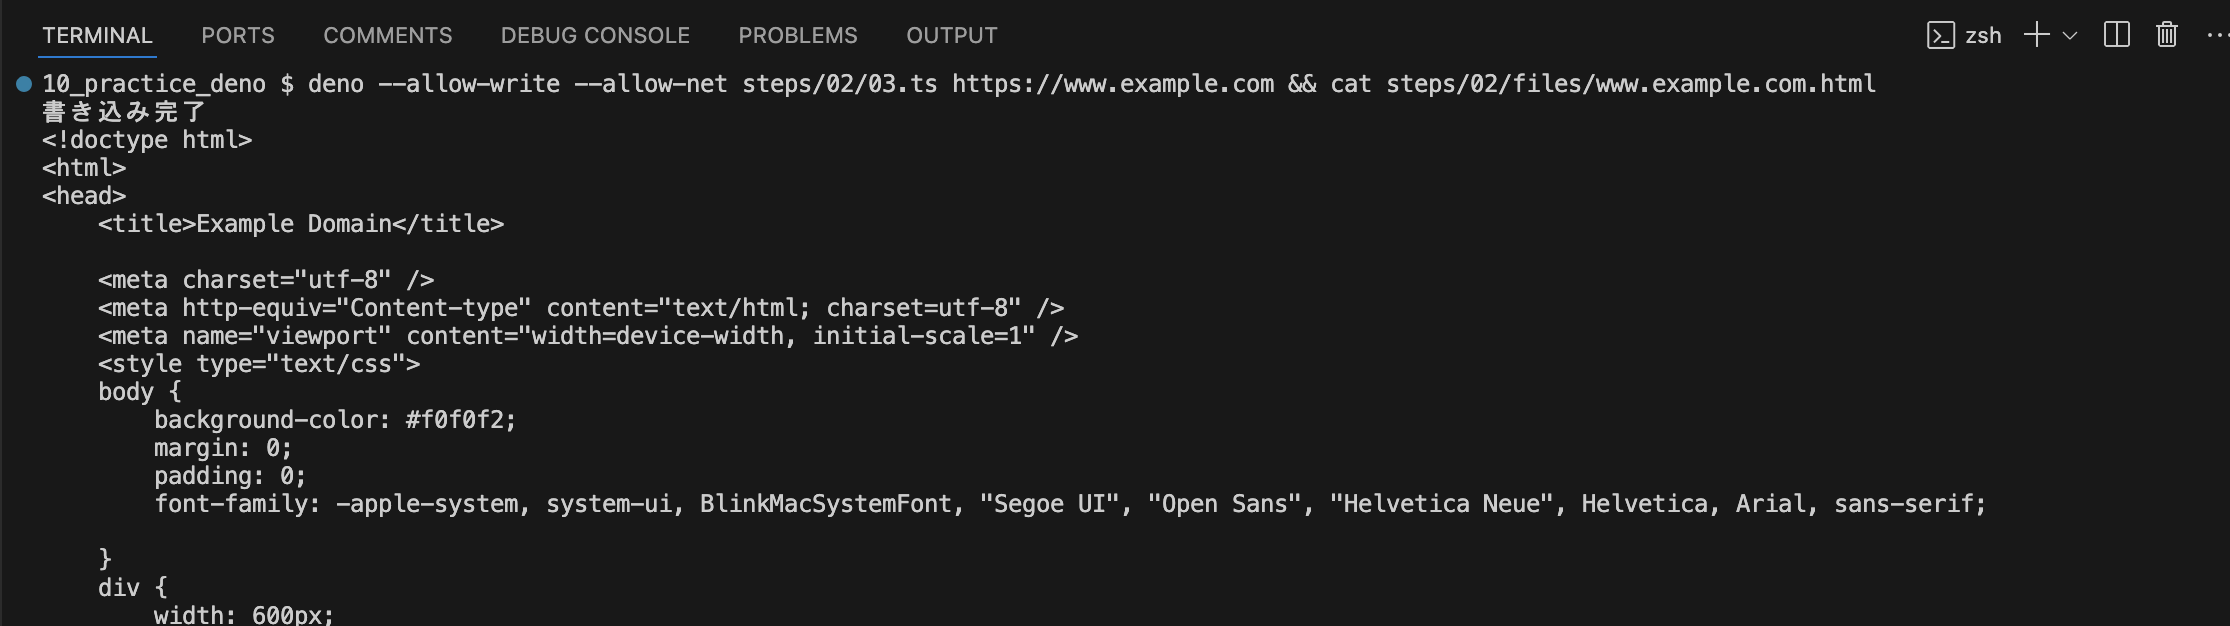 TERMINAL PORTS COMMENTS DEBUG CONSOLE PROBLEMS OUTPUT zsh
10_practice_deno $ deno --allow-write --allow-net steps/02/03.ts https://www.example.com && cat steps/02/files/www.example.com.html
書き込み完了
<!doctype html>
<html>
<head>
    <title>Example Domain</title>

    <meta charset="utf-8" />
    <meta http-equiv="Content-type" content="text/html; charset=utf-8" />
    <meta name="viewport" content="width=device-width, initial-scale=1" />
    <style type="text/css">
    body {
        background-color: #f0f0f2;
        margin: 0;
        padding: 0;
        font-family: -apple-system, system-ui, BlinkMacSystemFont, "Segoe UI", "Open Sans", "Helvetica Neue", Helvetica, Arial, sans-serif;

    }
    div {
        width: 600px;